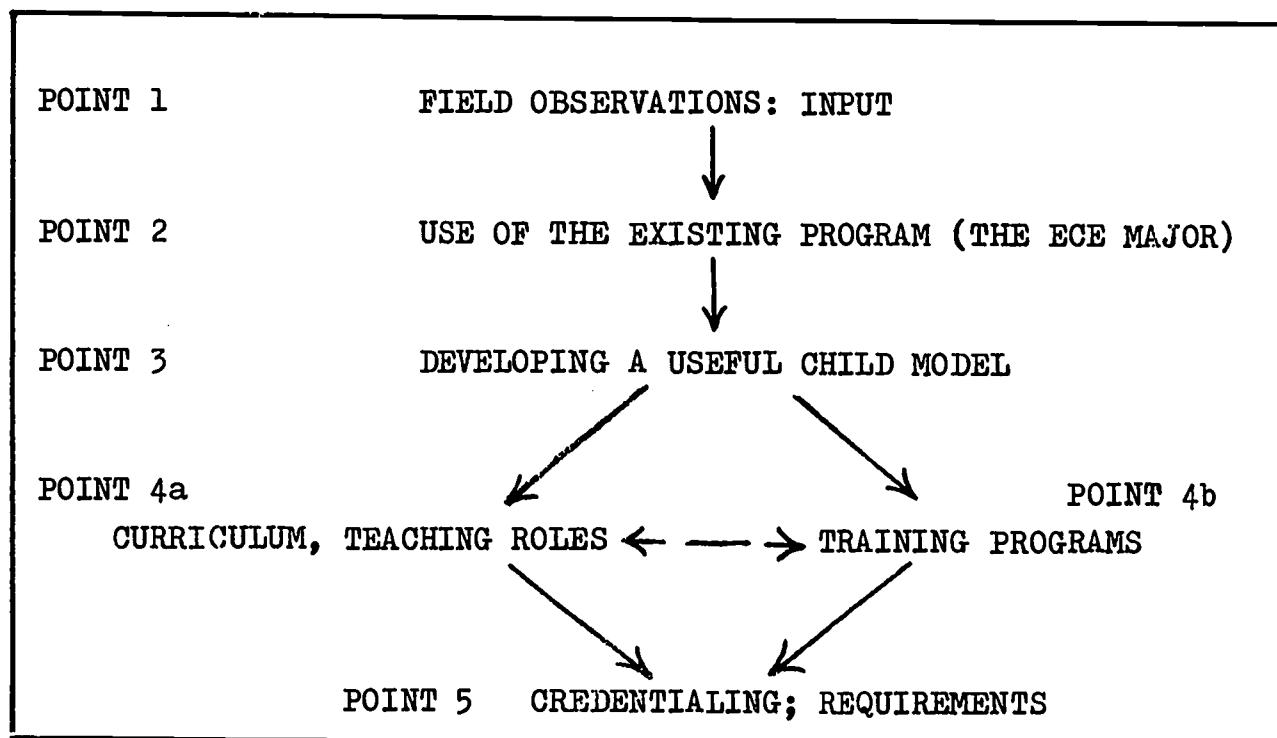 POINT 1 FIELD OBSERVATIONS: INPUT
POINT 2 USE OF THE EXISTING PROGRAM (THE ECE MAJOR)
POINT 3 DEVELOPING A USEFUL CHILD MODEL
POINT 4a POINT 4b
CURRICULUM, TEACHING ROLES TRAINING PROGRAMS
POINT 5 CREDENTIALING; REQUIREMENTS